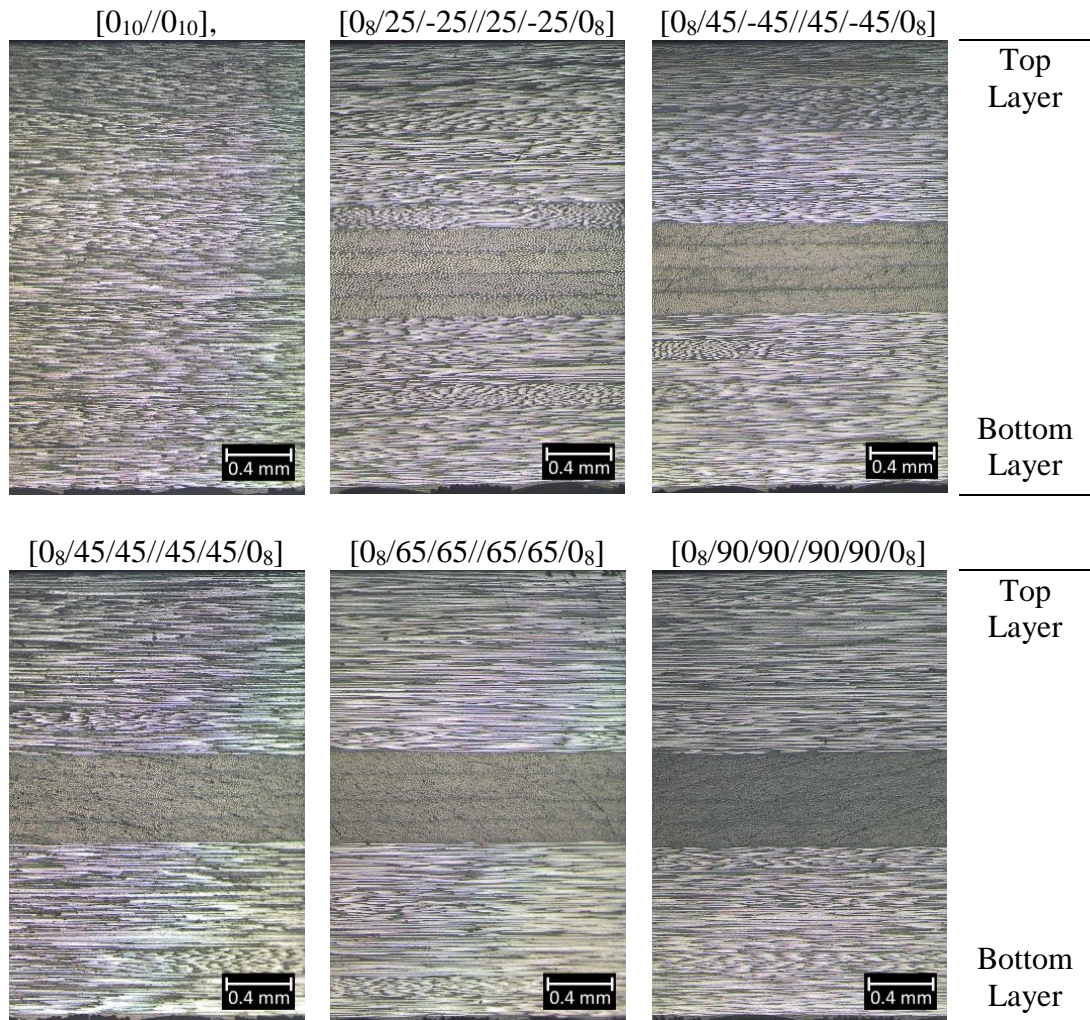 [0₁₀//0₁₀],
[0₈/25/-25//25/-25/0₈]
[0₈/45/-45//45/-45/0₈]
Top
Layer
Bottom
Layer
0.4 mm
0.4 mm
0.4 mm
[0₈/45/45//45/45/0₈]
[0₈/65/65//65/65/0₈]
[0₈/90/90//90/90/0₈]
Top
Layer
Bottom
Layer
0.4 mm
0.4 mm
0.4 mm